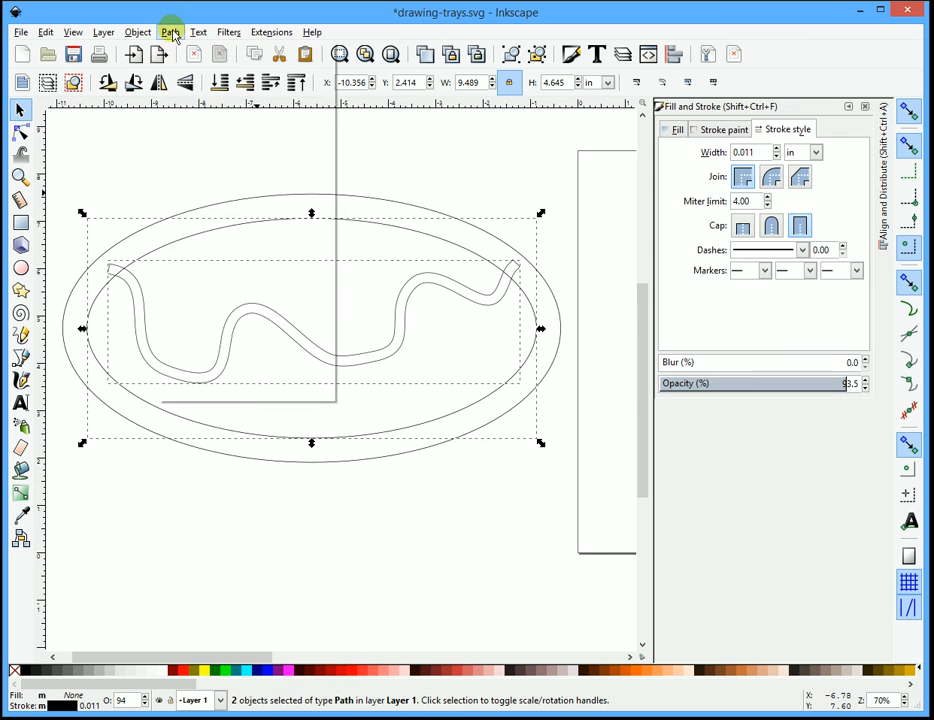 *drawing-trays.svg - Inkscape
File Edit View Layer Object Path Text Filters Extensions Help
X: -10.356 Y: 2.414 W: 9.489 H: 4.645 in
Fill and Stroke (Shift+Ctrl+F)
Fill Stroke paint Stroke style
Width: 0.011 in
Join:
Miter limit: 4.00
Cap:
Dashes: 0.00
Markers:
Blur (%) 0.0
Opacity (%) 93.5
Align and Distribute (Shift+Ctrl+A)
Fill: m None
Stroke: m 0.011
O: 94
-Layer 1
2 objects selected of type Path in layer Layer 1. Click selection to toggle scale/rotation handles.
X: -6.78
Y: 7.60
Z: 70%